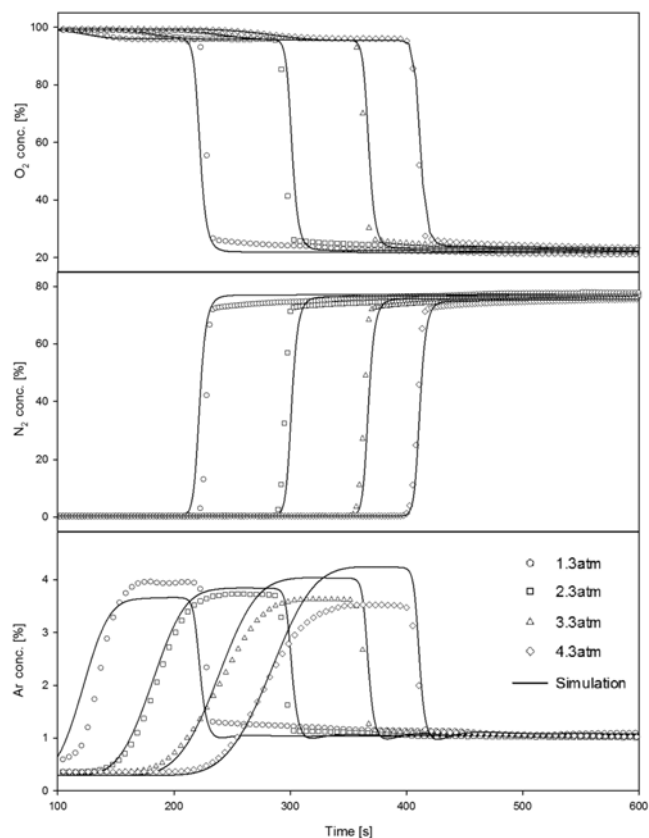 100
80
60
40
20
O₂ conc. [%]
80
60
40
20
0
N₂ conc. [%]
4
3
2
1
0
Ar conc. [%]
1.3atm
2.3atm
3.3atm
4.3atm
Simulation
100 200 300 400 500 600
Time [s]